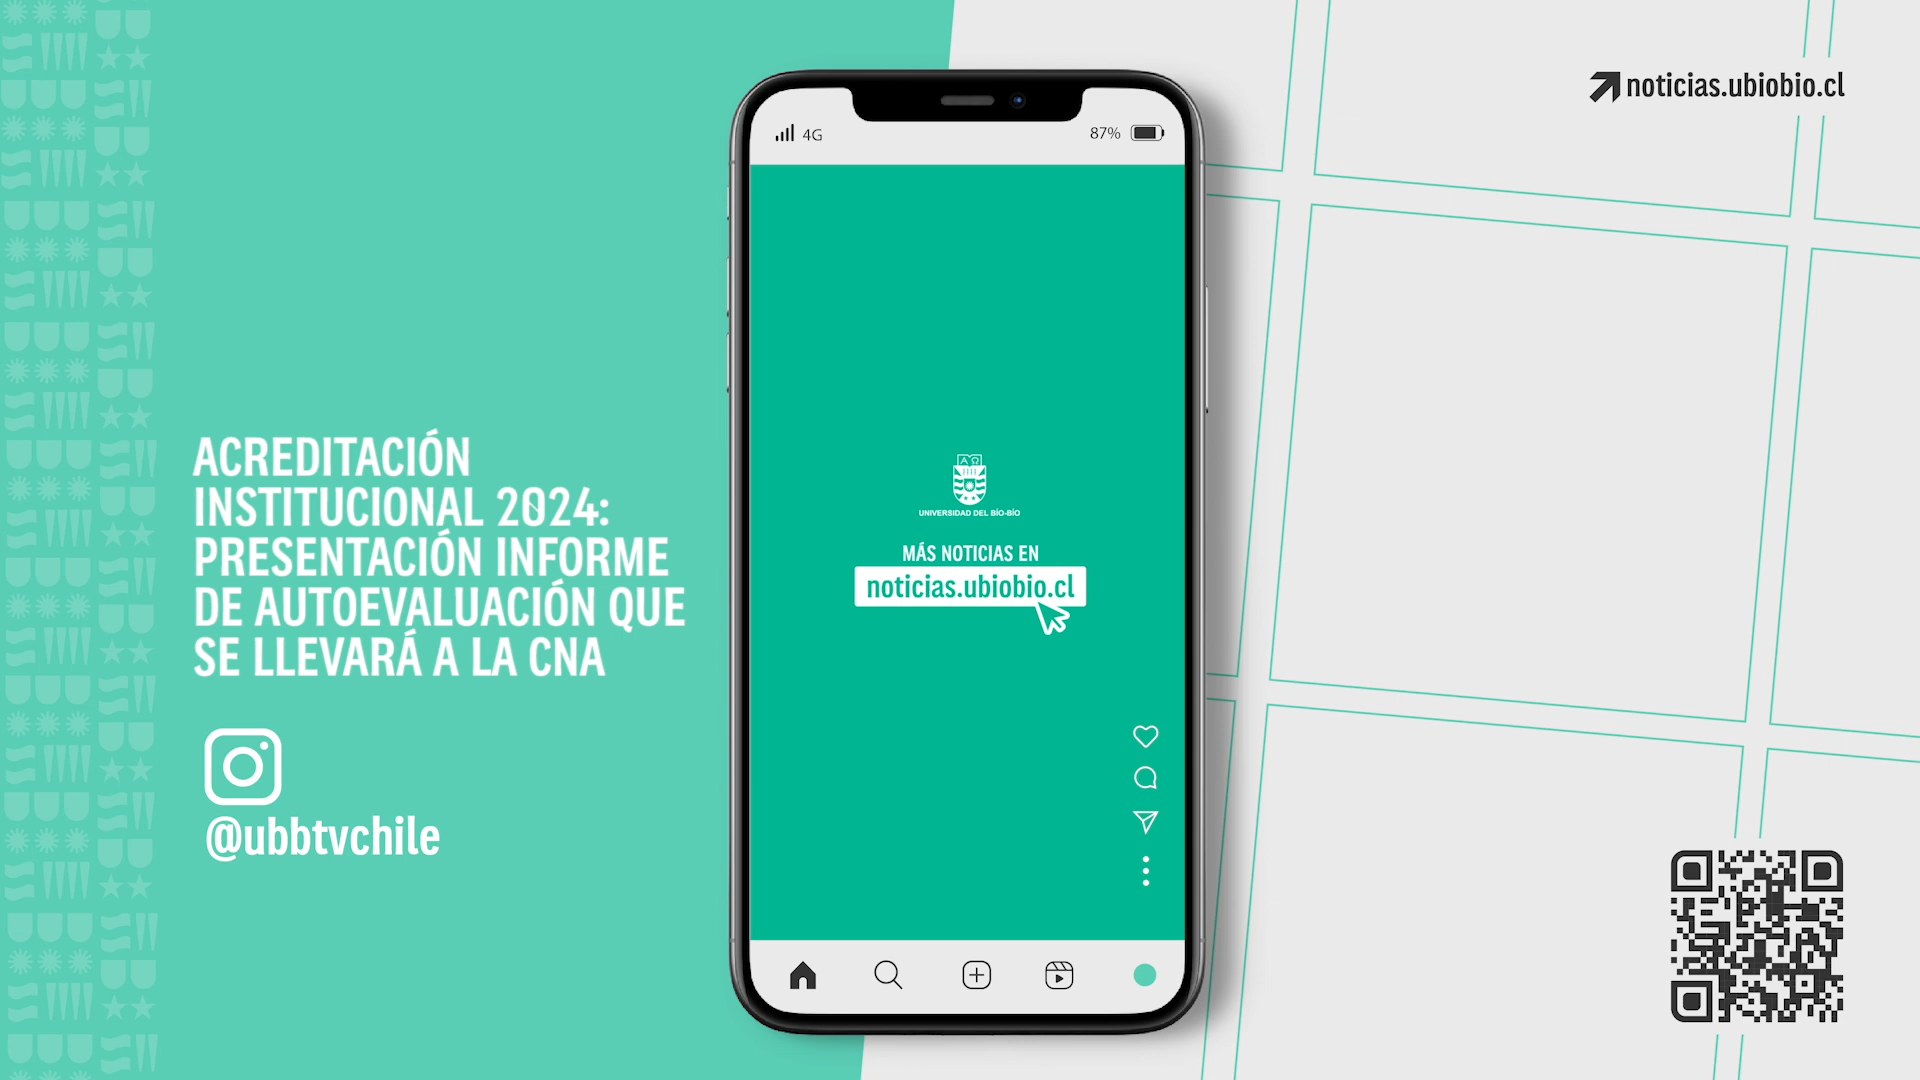 noticias.ubiobio.cl
4G
87%
ACREDITACIÓN
INSTITUCIONAL 2024:
PRESENTACIÓN INFORME
DE AUTOEVALUACIÓN QUE
SE LLEVARÁ A LA CNA
@ubbtvchile
ΑΩ
UNIVERSIDAD DEL BÍO-BÍO
MÁS NOTICIAS EN
noticias.ubiobio.cl